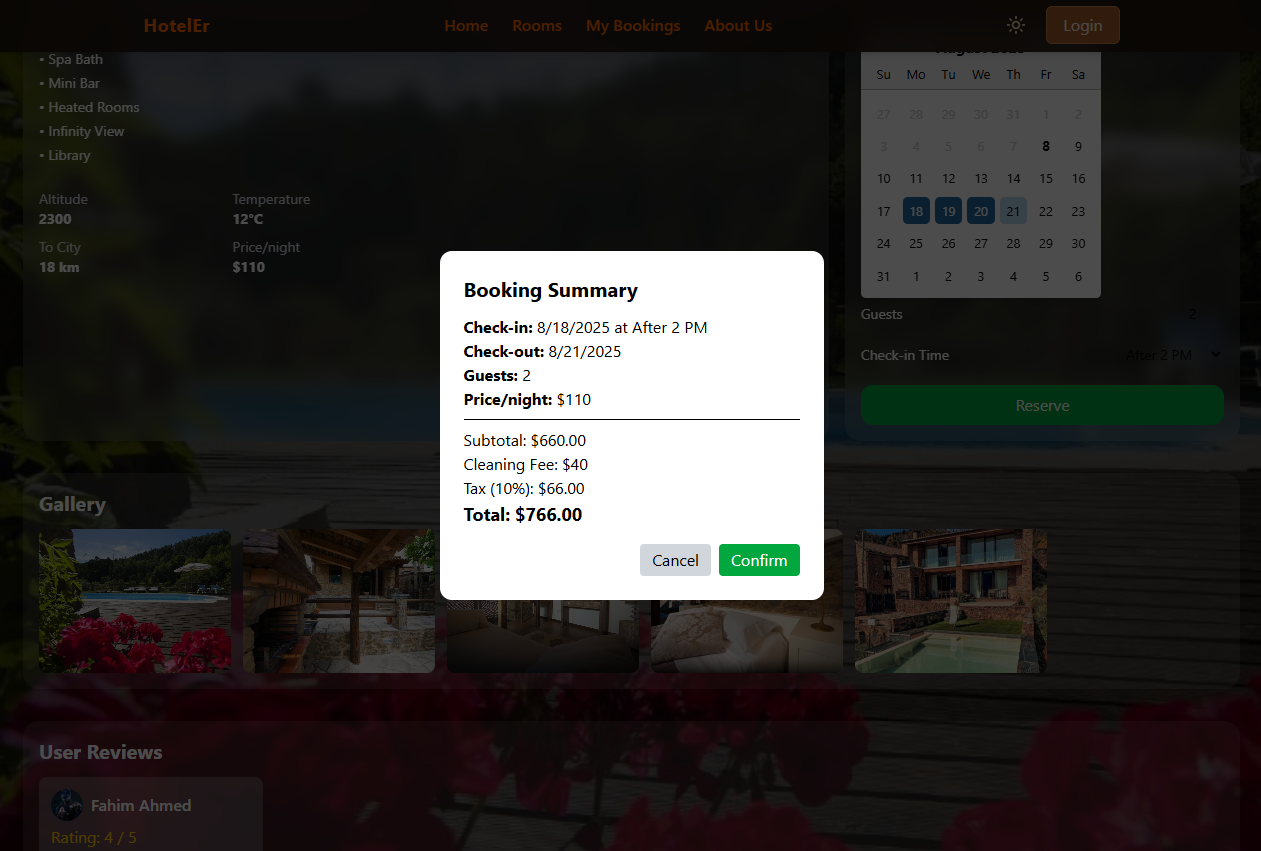 HotelEr
Home Rooms My Bookings About Us
Login
• Spa Bath
• Mini Bar
• Heated Rooms
• Infinity View
• Library
Altitude Temperature
2300 12°C
To City Price/night
18 km $110
August 2025
Su Mo Tu We Th Fr Sa
27 28 29 30 31 1 2
3 4 5 6 7 8 9
10 11 12 13 14 15 16
17 18 19 20 21 22 23
24 25 26 27 28 29 30
31 1 2 3 4 5 6
Guests 2
Check-in Time After 2 PM
Reserve
Booking Summary
Check-in: 8/18/2025 at After 2 PM
Check-out: 8/21/2025
Guests: 2
Price/night: $110
Subtotal: $660.00
Cleaning Fee: $40
Tax (10%): $66.00
Total: $766.00
Cancel Confirm
Gallery
User Reviews
Fahim Ahmed
Rating: 4 / 5